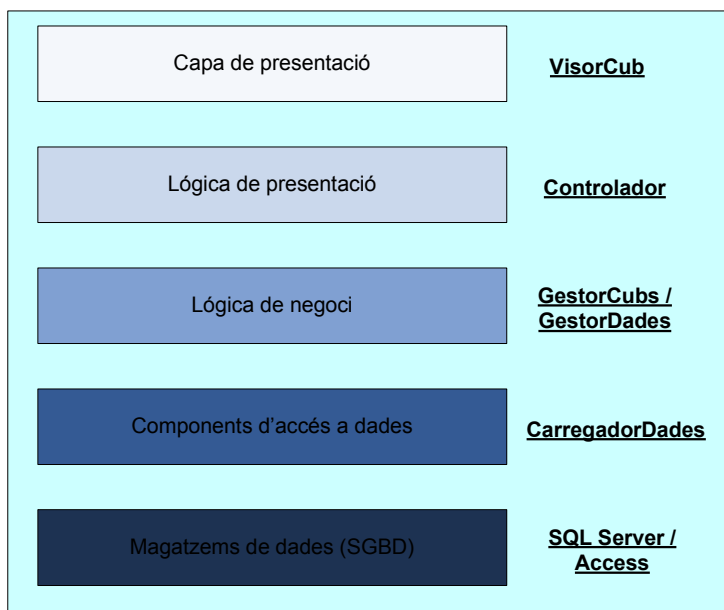 Capa de presentació
VisorCub
Lógica de presentació
Controlador
Lógica de negoci
GestorCubs /
GestorDades
Components d'accés a dades
CarregadorDades
Magatzems de dades (SGBD)
SQL Server /
Access